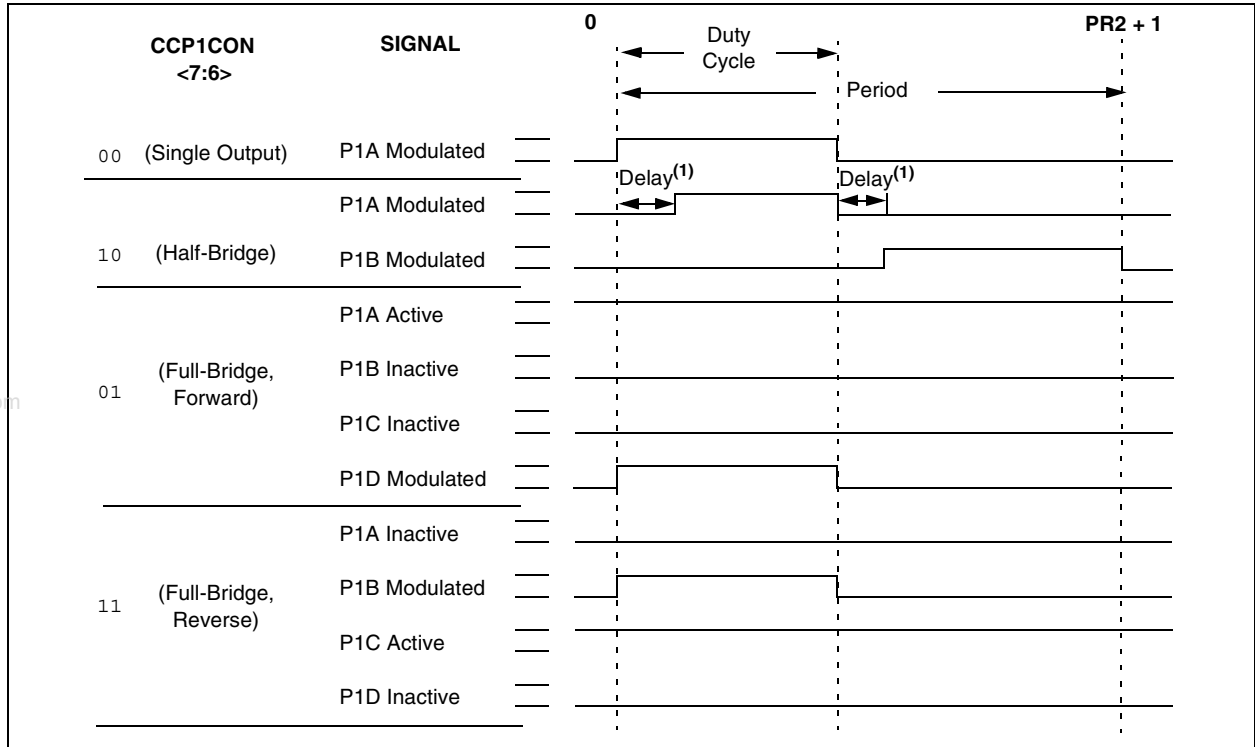 CCP1CON
<7:6>
SIGNAL
0
PR2 + 1
Duty
Cycle
Period
00 (Single Output) P1A Modulated
Delay(1) Delay(1)
P1A Modulated
10 (Half-Bridge) P1B Modulated
P1A Active
01 (Full-Bridge,
Forward)
P1B Inactive
P1C Inactive
P1D Modulated
P1A Inactive
11 (Full-Bridge,
Reverse)
P1B Modulated
P1C Active
P1D Inactive
om